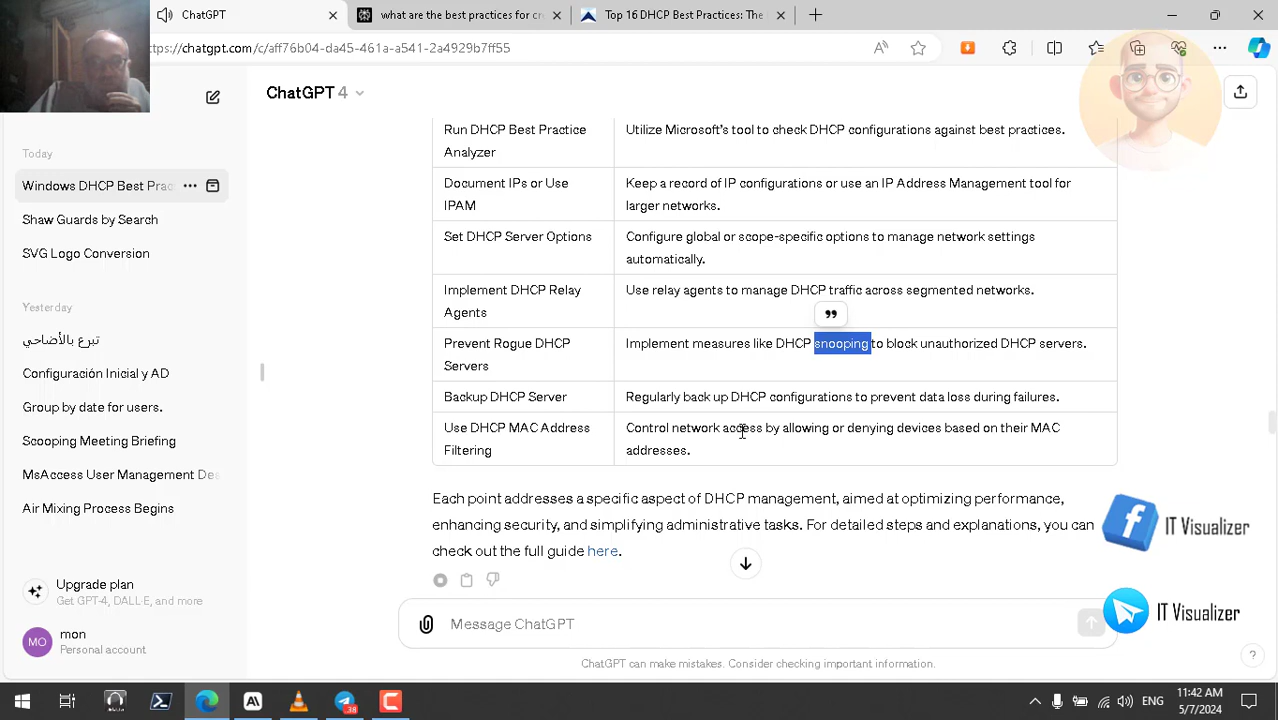 ChatGPT
what are the best practices for cr
Top 16 DHCP Best Practices: The
ttps://chatgpt.com/c/aff76b04-da45-461a-a541-2a4929b7ff55
ChatGPT 4
Today
Windows DHCP Best Prac
Shaw Guards by Search
SVG Logo Conversion
Yesterday
تبرع بالأضاحي
Configuración Inicial y AD
Group by date for users.
Scooping Meeting Briefing
MsAccess User Management Des
Air Mixing Process Begins
Upgrade plan
Get GPT-4, DALL·E, and more
MO
mon
Personal account
Run DHCP Best Practice Analyzer
Utilize Microsoft's tool to check DHCP configurations against best practices.
Document IPs or Use IPAM
Keep a record of IP configurations or use an IP Address Management tool for
larger networks.
Set DHCP Server Options
Configure global or scope-specific options to manage network settings
automatically.
Implement DHCP Relay
Agents
Use relay agents to manage DHCP traffic across segmented networks.
Prevent Rogue DHCP
Servers
Implement measures like DHCP snooping to block unauthorized DHCP servers.
Backup DHCP Server
Regularly back up DHCP configurations to prevent data loss during failures.
Use DHCP MAC Address
Filtering
Control network access by allowing or denying devices based on their MAC
addresses.
Each point addresses a specific aspect of DHCP management, aimed at optimizing performance,
enhancing security, and simplifying administrative tasks. For detailed steps and explanations, you can
check out the full guide here.
Message ChatGPT
ChatGPT can make mistakes. Consider checking important information.
IT Visualizer
IT Visualizer
38
ENG
11:42 AM
5/7/2024